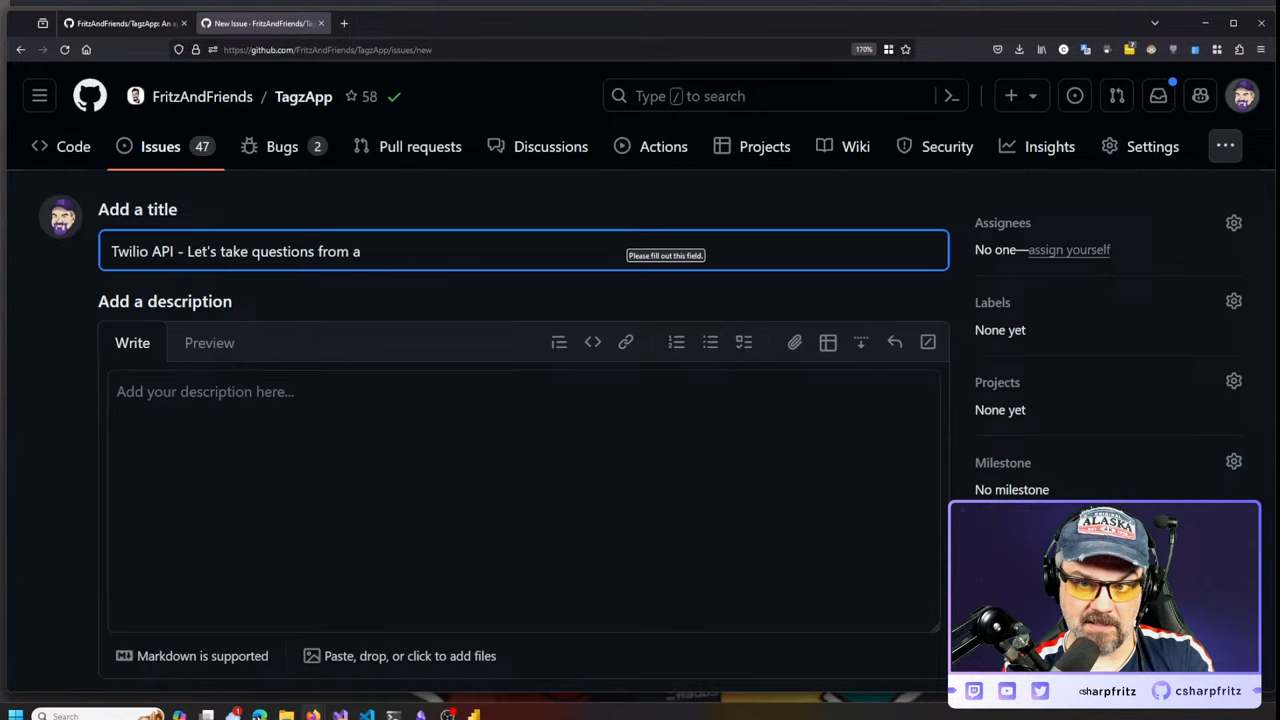 FritzAndFriends/TagzApp: An a
New Issue · FritzAndFriends/Tag
https://github.com/FritzAndFriends/TagzApp/issues/new
170%
FritzAndFriends / TagzApp 58
Type / to search
Code
Issues 47
Bugs 2
Pull requests
Discussions
Actions
Projects
Wiki
Security
Insights
Settings
Add a title
Twilio API - Let's take questions from a
Please fill out this field.
Add a description
Write
Preview
Add your description here...
Markdown is supported
Paste, drop, or click to add files
Assignees
No one—assign yourself
Labels
None yet
Projects
None yet
Milestone
No milestone
ALASKA
csharpfritz
csharpfritz
Search